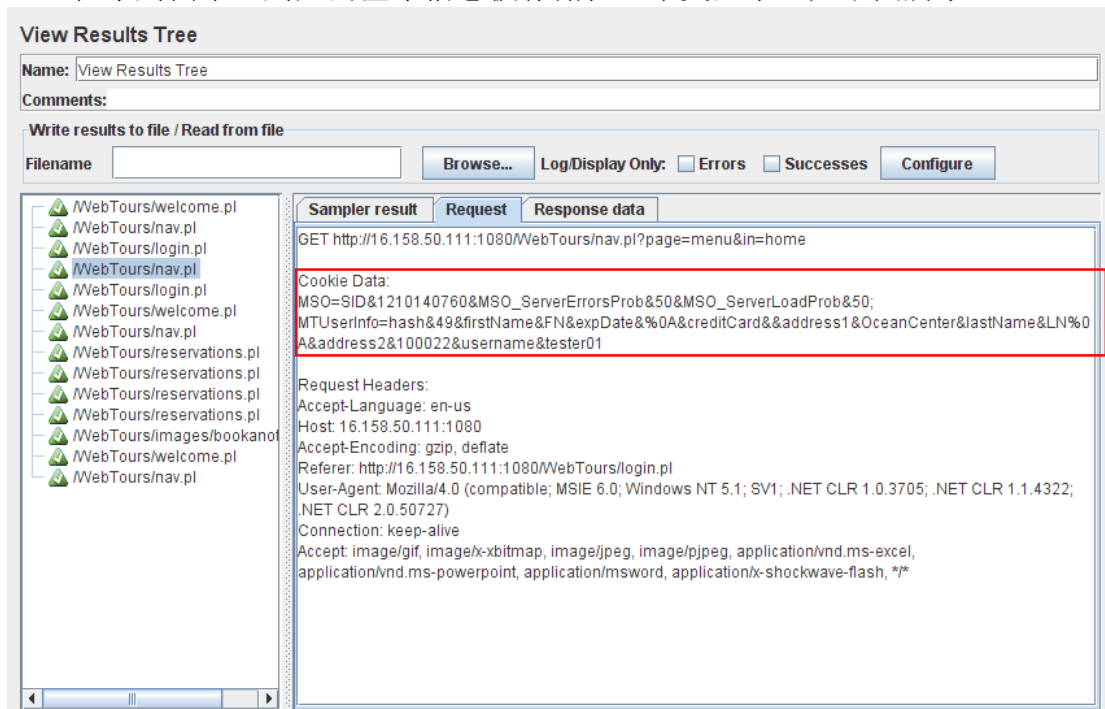 View Results Tree
Name: View Results Tree
Comments:
Write results to file / Read from file
Filename Browse... Log/Display Only: Errors Successes Configure
/WebTours/welcome.pl
/WebTours/nav.pl
/WebTours/login.pl
/WebTours/nav.pl
/WebTours/login.pl
/WebTours/welcome.pl
/WebTours/nav.pl
/WebTours/reservations.pl
/WebTours/reservations.pl
/WebTours/reservations.pl
/WebTours/reservations.pl
/WebTours/images/bookanot
/WebTours/welcome.pl
/WebTours/nav.pl
Sampler result Request Response data
GET http://16.158.50.111:1080/WebTours/nav.pl?page=menu&in=home
Cookie Data:
MSO=SID&1210140760&MSO_ServerErrorsProb&50&MSO_ServerLoadProb&50;
MTUserInfo=hash&49&firstName&FN&expDate&%0A&creditCard&&address1&OceanCenter&lastName&LN%0
A&address2&100022&username&tester01
Request Headers:
Accept-Language: en-us
Host: 16.158.50.111:1080
Accept-Encoding: gzip, deflate
Referer: http://16.158.50.111:1080/WebTours/login.pl
User-Agent: Mozilla/4.0 (compatible; MSIE 6.0; Windows NT 5.1; SV1; .NET CLR 1.0.3705; .NET CLR 1.1.4322;
.NET CLR 2.0.50727)
Connection: keep-alive
Accept: image/gif, image/x-xbitmap, image/jpeg, image/pjpeg, application/vnd.ms-excel,
application/vnd.ms-powerpoint, application/msword, application/x-shockwave-flash, */*